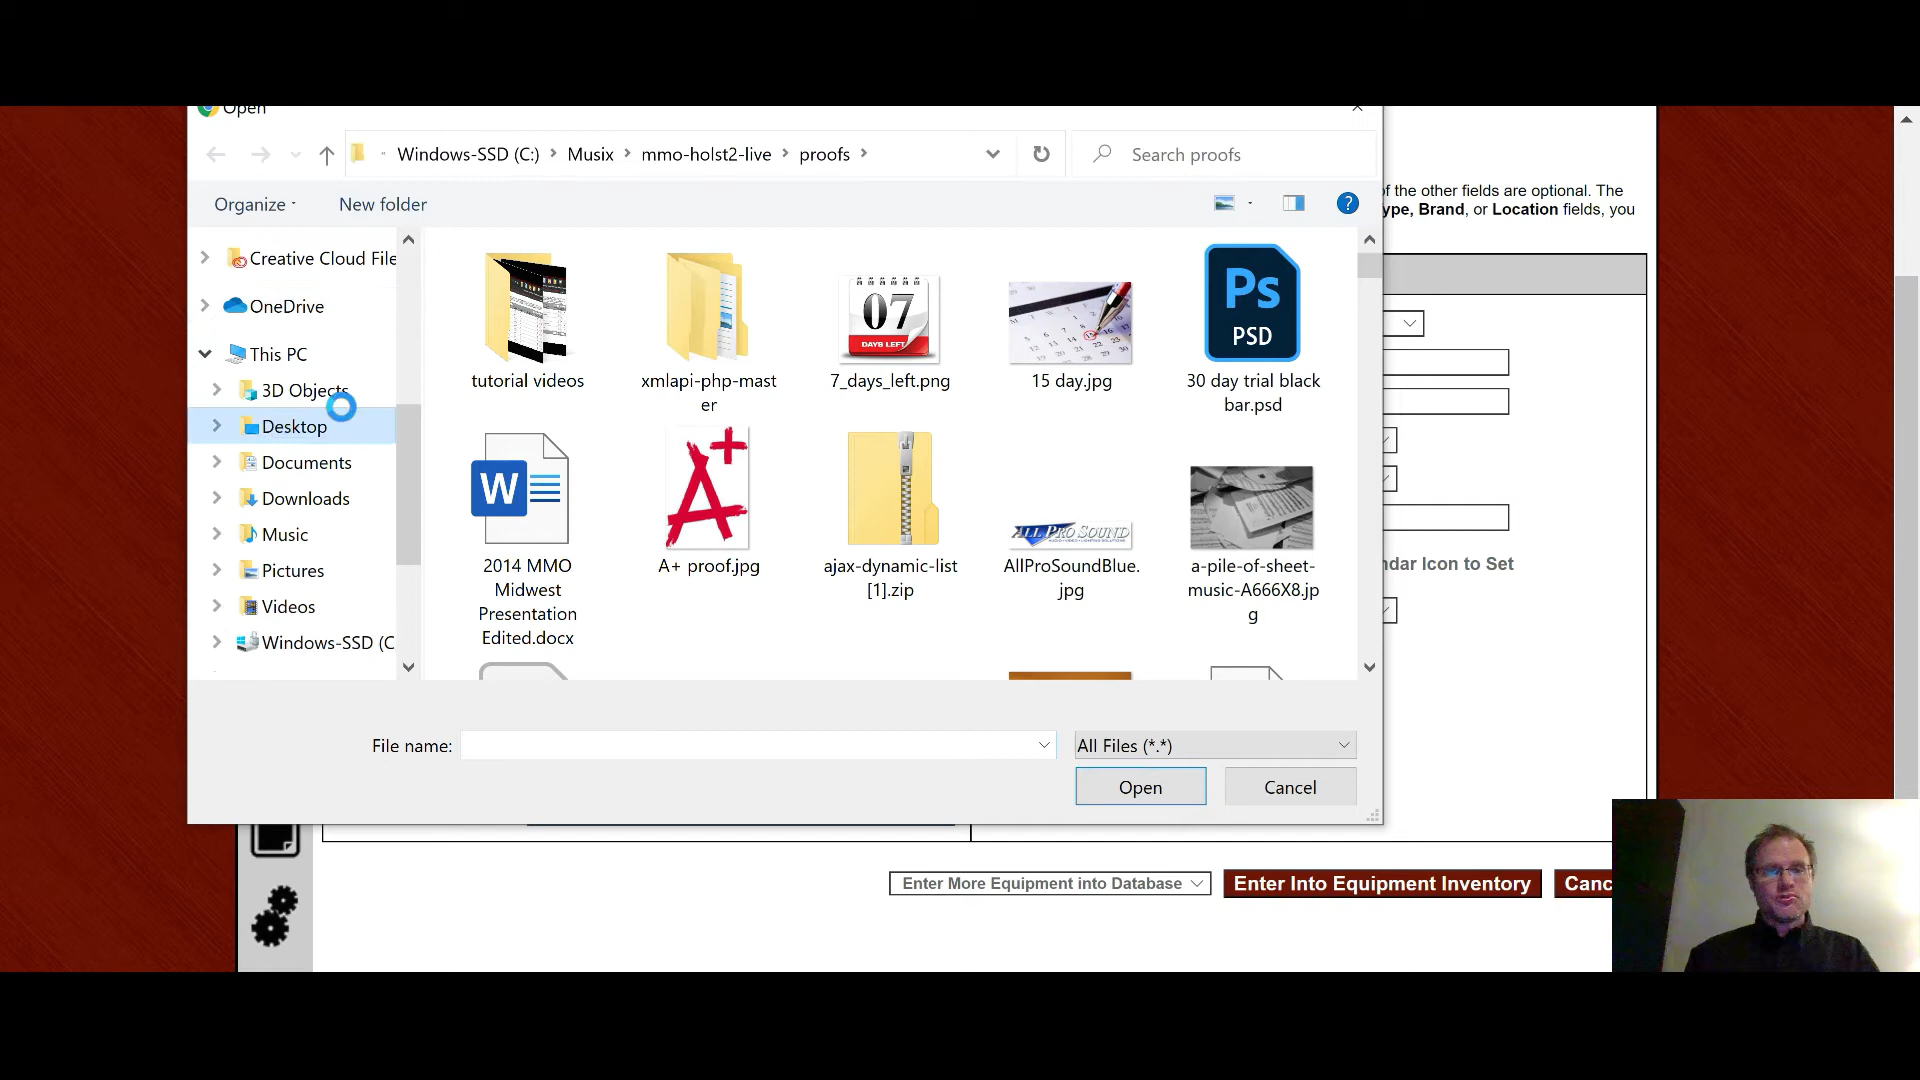 Open
Windows-SSD (C:) > Musix > mmo-holst2-live > proofs >
Search proofs
Organize
New folder
of the other fields are optional. The
ype, Brand, or Location fields, you
Creative Cloud File
OneDrive
This PC
3D Objects
Desktop
Documents
Downloads
Music
Pictures
Videos
Windows-SSD (C
tutorial videos
xmlapi-php-mast
er
7_days_left.png
15 day.jpg
30 day trial black
bar.psd
07
DAYS LEFT
Ps
PSD
W
A+
ALL PRO SOUND
2014 MMO
Midwest
Presentation
Edited.docx
A+ proof.jpg
ajax-dynamic-list
[1].zip
AllProSoundBlue.
jpg
a-pile-of-sheet-
music-A666X8.jp
g
ndar Icon to Set
File name:
All Files (*.*)
Open
Cancel
Enter More Equipment into Database
Enter Into Equipment Inventory
Canc